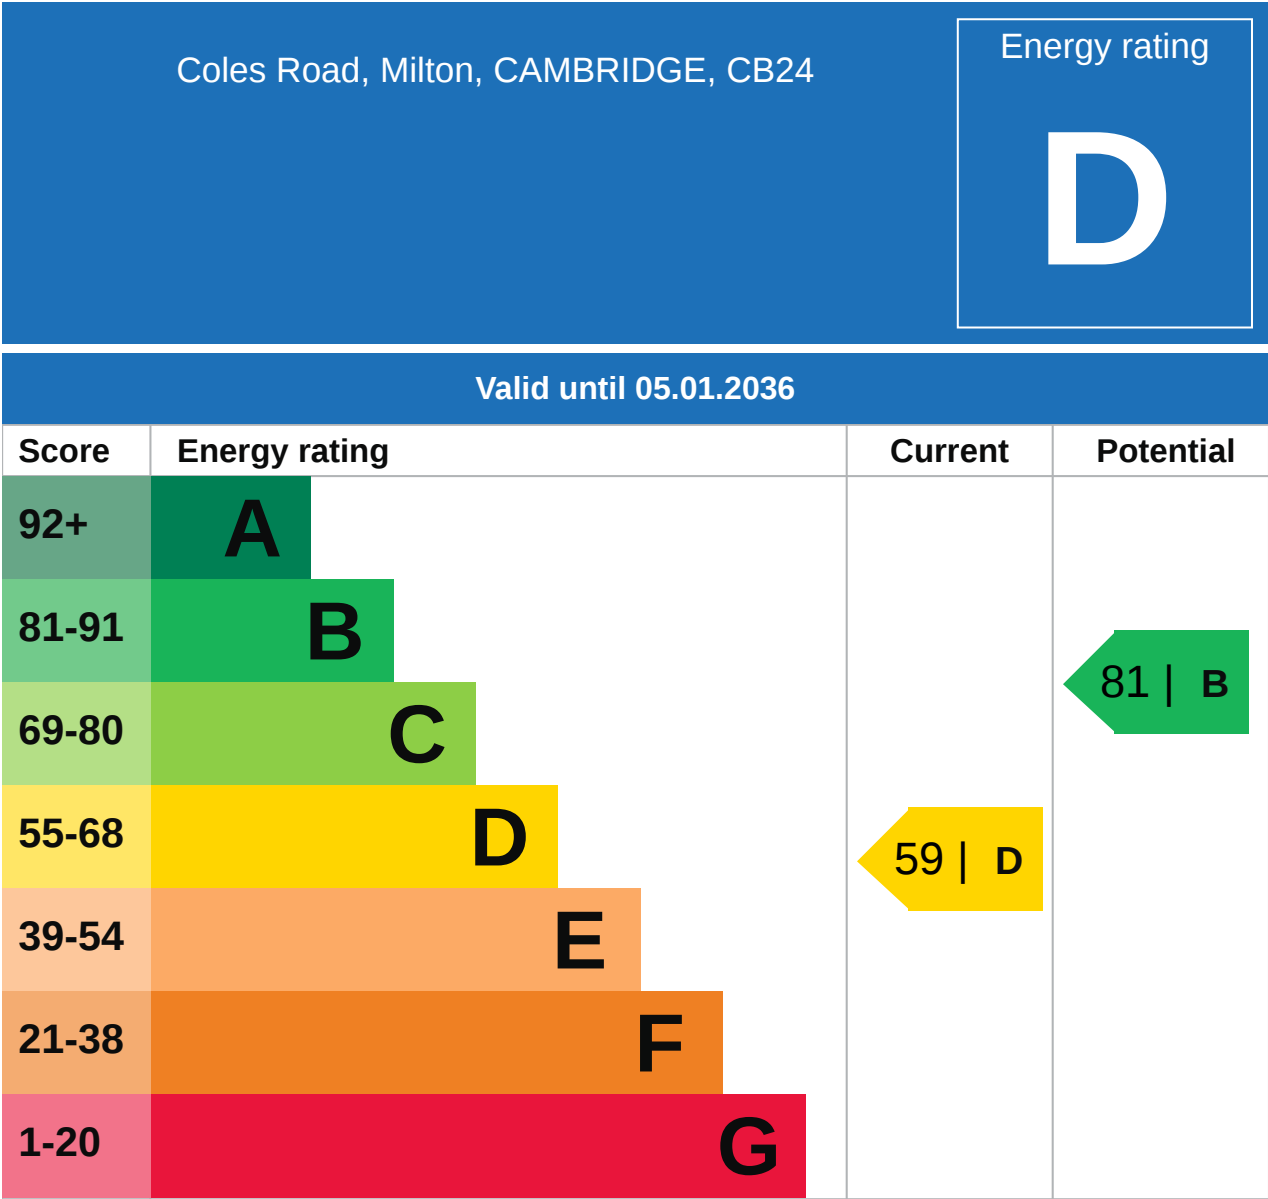 Coles Road, Milton, CAMBRIDGE, CB24
Energy rating
D
Valid until 05.01.2036
Score Energy rating Current Potential
92+ A
81-91 B
81 | B
69-80 C
55-68 D
59 | D
39-54 E
21-38 F
1-20 G